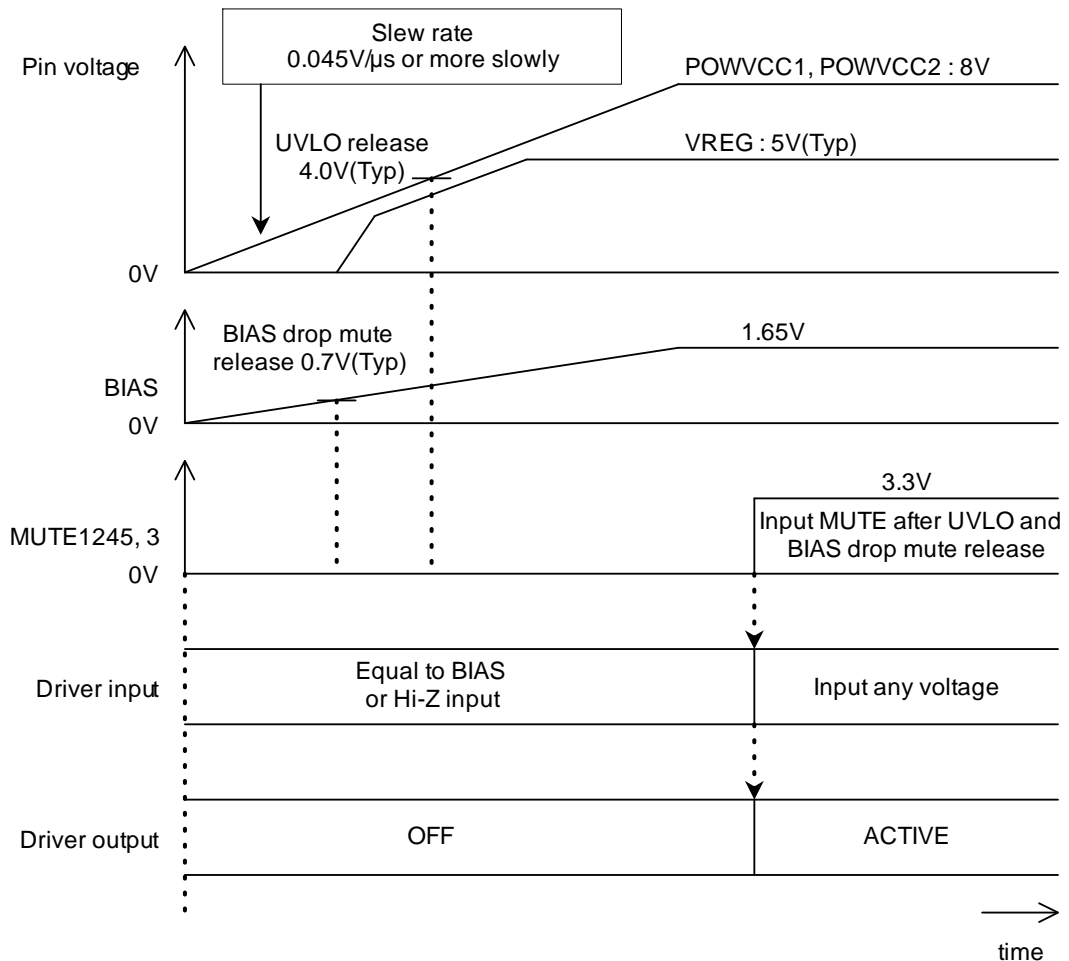 Slew rate
0.045V/µs or more slowly
Pin voltage
POWVCC1, POWVCC2 : 8V
UVLO release
4.0V(Typ)
VREG : 5V(Typ)
0V
BIAS drop mute
release 0.7V(Typ)
1.65V
BIAS
0V
3.3V
MUTE1245, 3
Input MUTE after UVLO and
BIAS drop mute release
0V
Driver input
Equal to BIAS
or Hi-Z input
Input any voltage
Driver output
OFF
ACTIVE
time